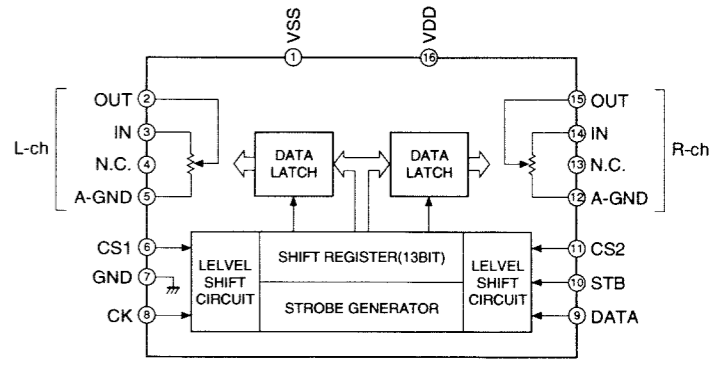 VSS
VDD
1
16
L-ch
OUT 2
IN 3
N.C. 4
A-GND 5
CS1 6
GND 7
CK 8
15 OUT
14 IN
13 N.C.
12 A-GND
11 CS2
10 STB
9 DATA
R-ch
DATA
LATCH
DATA
LATCH
LELVEL
SHIFT
CIRCUIT
SHIFT REGISTER(13BIT)
STROBE GENERATOR
LELVEL
SHIFT
CIRCUIT